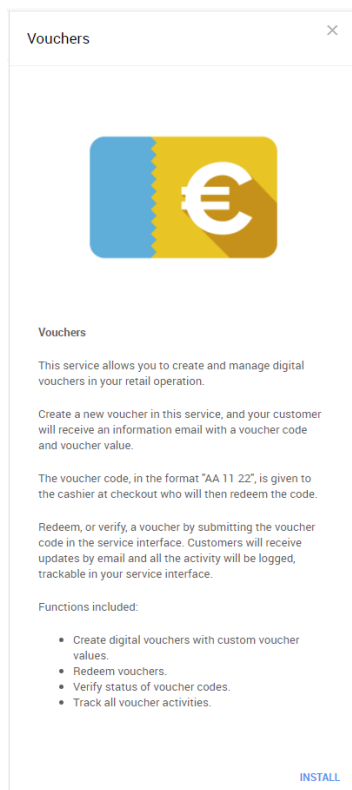 Vouchers
€
Vouchers
This service allows you to create and manage digital
vouchers in your retail operation.
Create a new voucher in this service, and your customer
will receive an information email with a voucher code
and voucher value.
The voucher code, in the format "AA 11 22", is given to
the cashier at checkout who will then redeem the code.
Redeem, or verify, a voucher by submitting the voucher
code in the service interface. Customers will receive
updates by email and all the activity will be logged,
trackable in your service interface.
Functions included:
• Create digital vouchers with custom voucher
values.
• Redeem vouchers.
• Verify status of voucher codes.
• Track all voucher activities.
INSTALL